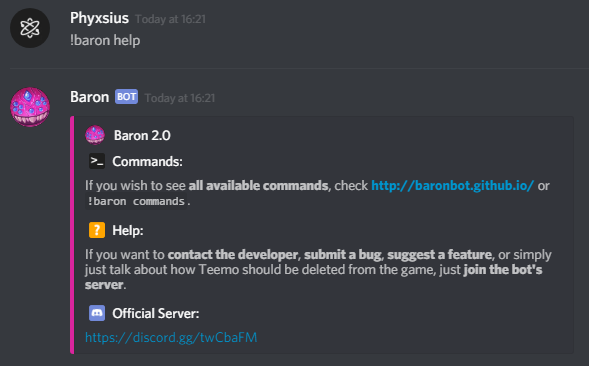 Phyxsius Today at 16:21
!baron help
Baron BOT Today at 16:21
Baron 2.0
>_ Commands:
If you wish to see all available commands, check http://baronbot.github.io/ or
!baron commands.
? Help:
If you want to contact the developer, submit a bug, suggest a feature, or simply
just talk about how Teemo should be deleted from the game, just join the bot's
server.
Official Server:
https://discord.gg/twCbaFM